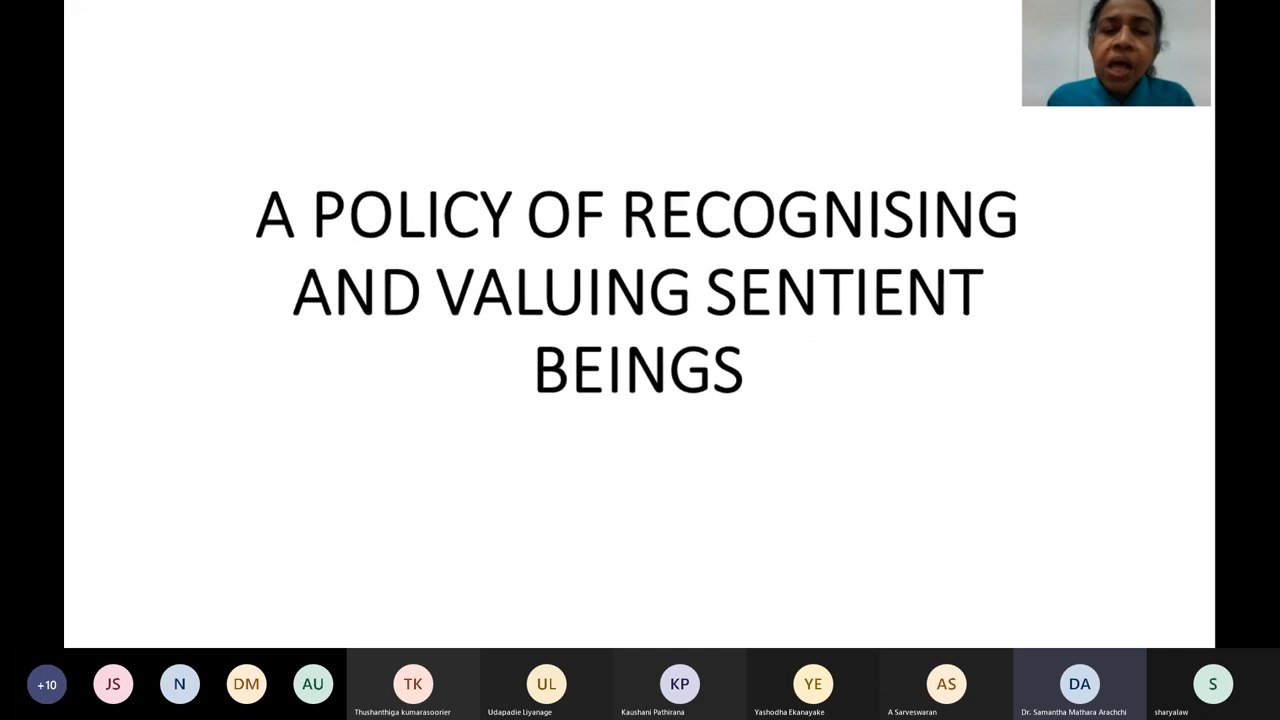 A POLICY OF RECOGNISING
AND VALUING SENTIENT
BEINGS
+10
JS
N
DM
AU
TK
UL
KP
YE
AS
DA
S
Thushanthiga kumarasoorier
Udapadie Liyanage
Kaushani Pathirana
Yashodha Ekanayake
A Sarveswaran
Dr. Samantha Mathara Arachchi
sharyalaw